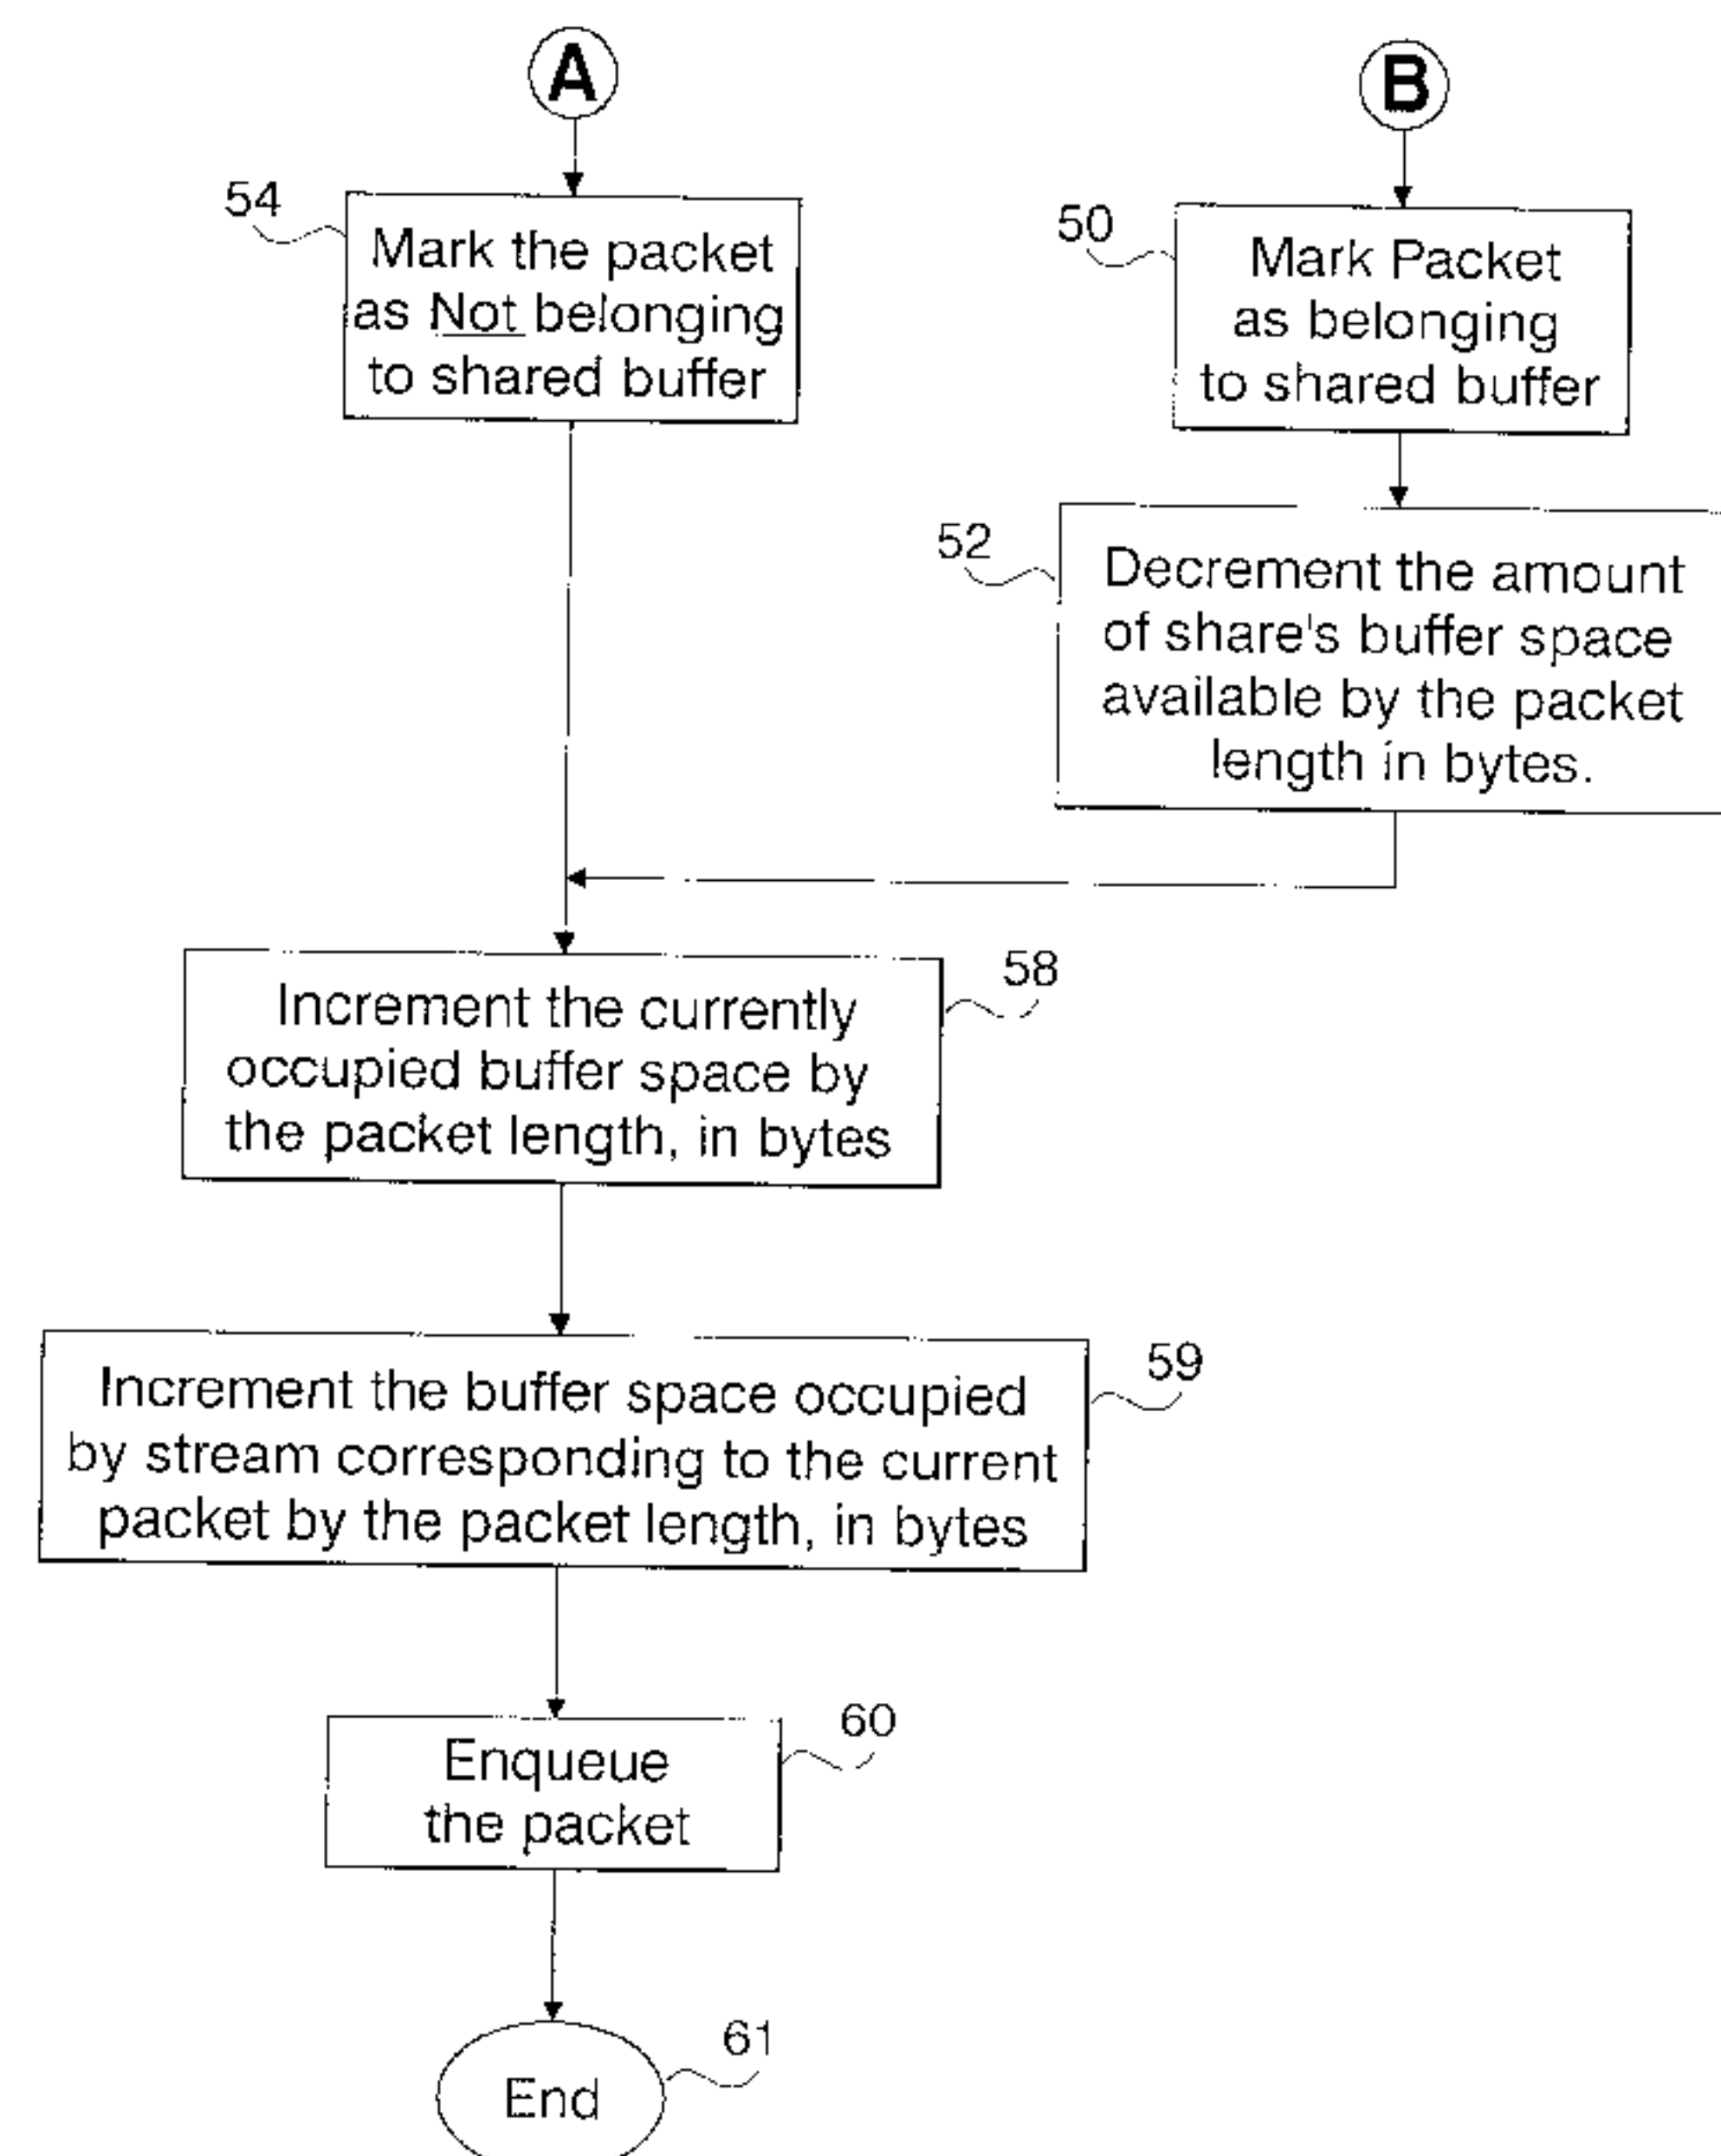 A
B
54
Mark the packet
as Not belonging
to shared buffer
50
Mark Packet
as belonging
to shared buffer
52
Decrement the amount
of share's buffer space
available by the packet
length in bytes.
58
Increment the currently
occupied buffer space by
the packet length, in bytes
59
Increment the buffer space occupied
by stream corresponding to the current
packet by the packet length, in bytes
60
Enqueue
the packet
61
End